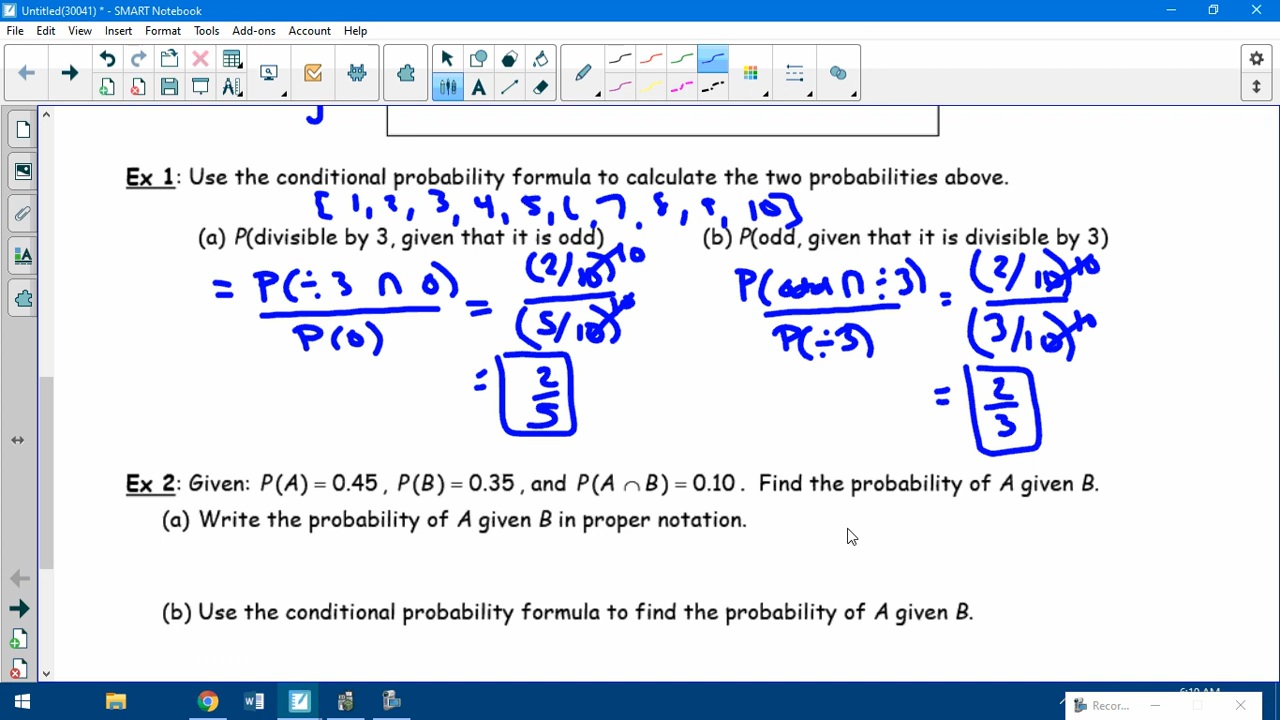 Untitled(30041) * - SMART Notebook
File Edit View Insert Format Tools Add-ons Account Help
Ex 1: Use the conditional probability formula to calculate the two probabilities above.
{ 1, 2, 3, 4, 5, 6, 7, 8, 9, 10 }
(a) P(divisible by 3, given that it is odd)
= P(÷3 ∩ O) / P(O) = (2/10)·10 / (5/10)·10
= 2/5
(b) P(odd, given that it is divisible by 3)
P(odd ∩ ÷3) / P(÷3) = (2/10)·10 / (3/10)·10
= 2/3
Ex 2: Given: P(A) = 0.45, P(B) = 0.35, and P(A ∩ B) = 0.10. Find the probability of A given B.
(a) Write the probability of A given B in proper notation.
(b) Use the conditional probability formula to find the probability of A given B.
Recor...